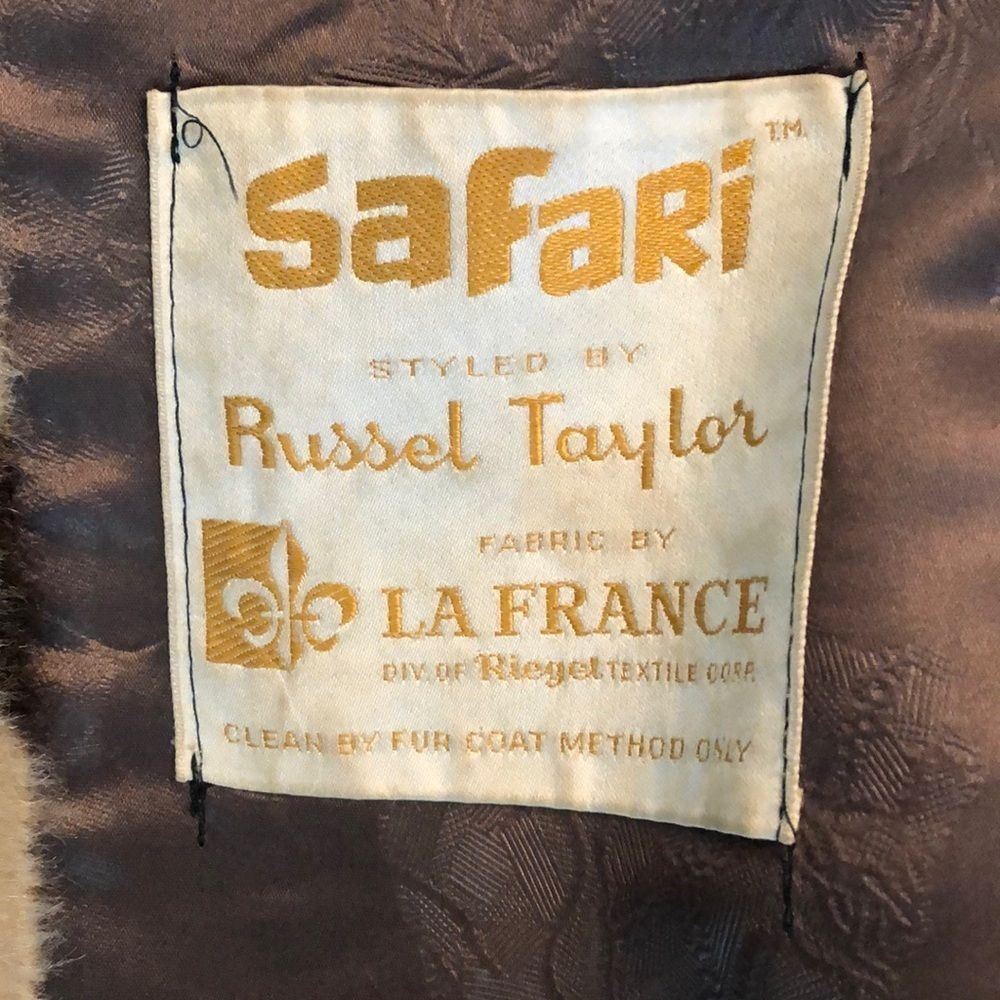 Safari T.M.
STYLED BY
Russel Taylor
FABRIC BY
LA FRANCE
DIV. OF Riegel TEXTILE CORP.
CLEAN BY FUR COAT METHOD ONLY